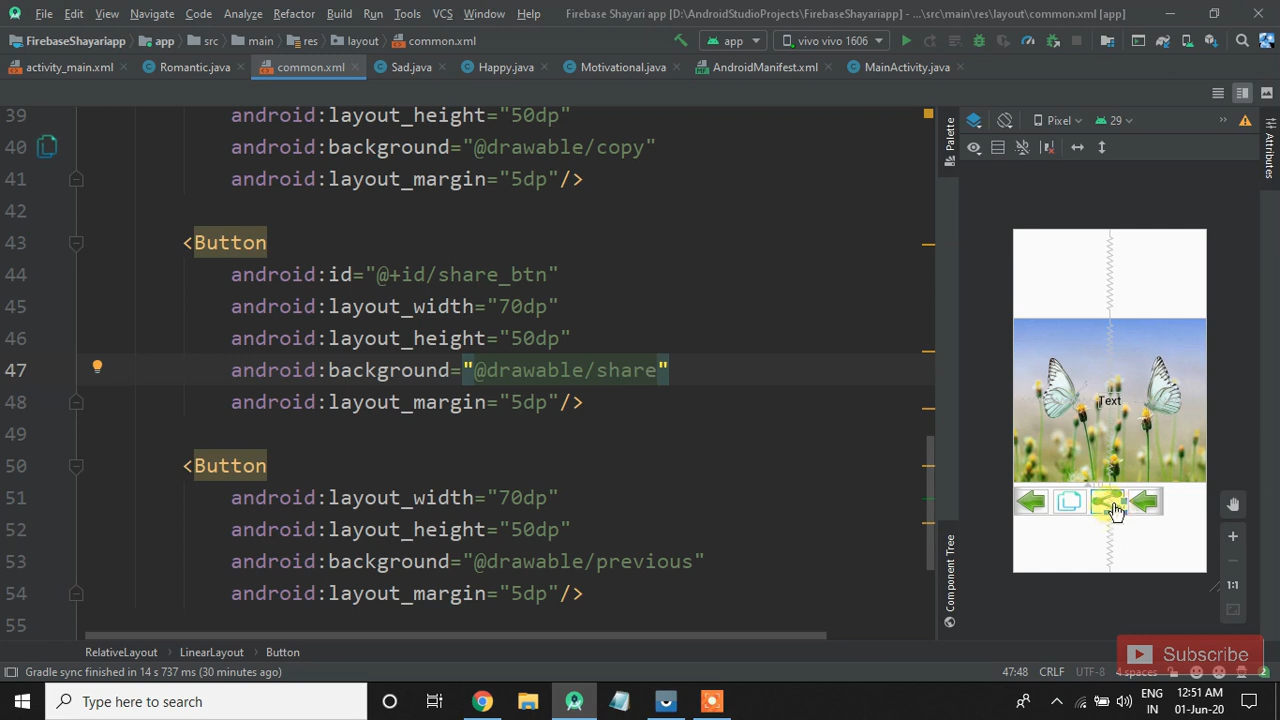 File Edit View Navigate Code Analyze Refactor Build Run Tools VCS Window Help Firebase Shayari app [D:\AndroidStudioProjects\FirebaseShayariapp] - ...\src\main\res\layout\common.xml [app]
FirebaseShayariapp app src main res layout common.xml app vivo vivo 1606
activity_main.xml Romantic.java common.xml Sad.java Happy.java Motivational.java AndroidManifest.xml MainActivity.java
39 android:layout_height="50dp"
40 android:background="@drawable/copy"
41 android:layout_margin="5dp"/>
42
43 <Button
44 android:id="@+id/share_btn"
45 android:layout_width="70dp"
46 android:layout_height="50dp"
47 android:background="@drawable/share"
48 android:layout_margin="5dp"/>
49
50 <Button
51 android:layout_width="70dp"
52 android:layout_height="50dp"
53 android:background="@drawable/previous"
54 android:layout_margin="5dp"/>
55
Palette
Pixel 29
Attributes
Text
Component Tree
1:1
RelativeLayout LinearLayout Button
Subscribe
Gradle sync finished in 14 s 737 ms (30 minutes ago) 47:48 CRLF UTF-8 4 spaces 2
Type here to search
ENG
IN
12:51 AM
01-Jun-20